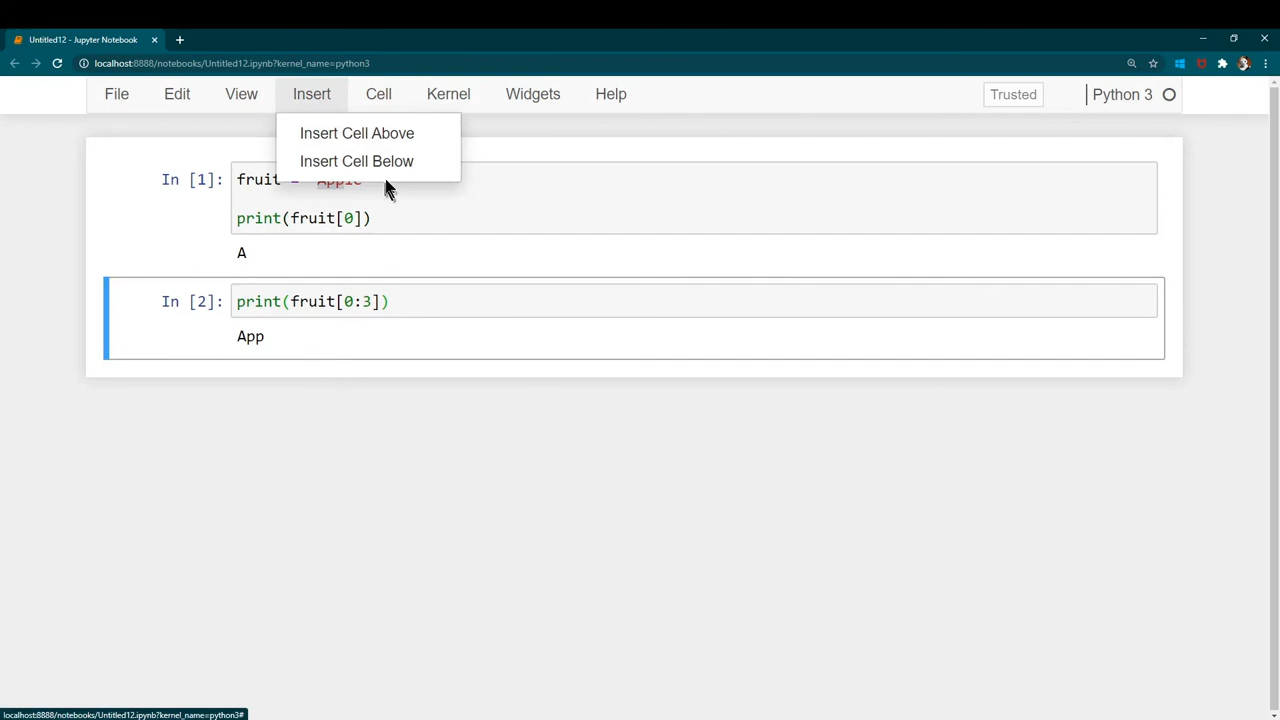 Untitled12 - Jupyter Notebook
localhost:8888/notebooks/Untitled12.ipynb?kernel_name=python3
File Edit View Insert Cell Kernel Widgets Help Trusted Python 3
Insert Cell Above
Insert Cell Below
In [1]: fruit = "Apple"
print(fruit[0])
A
In [2]: print(fruit[0:3])
App
localhost:8888/notebooks/Untitled12.ipynb?kernel_name=python3#